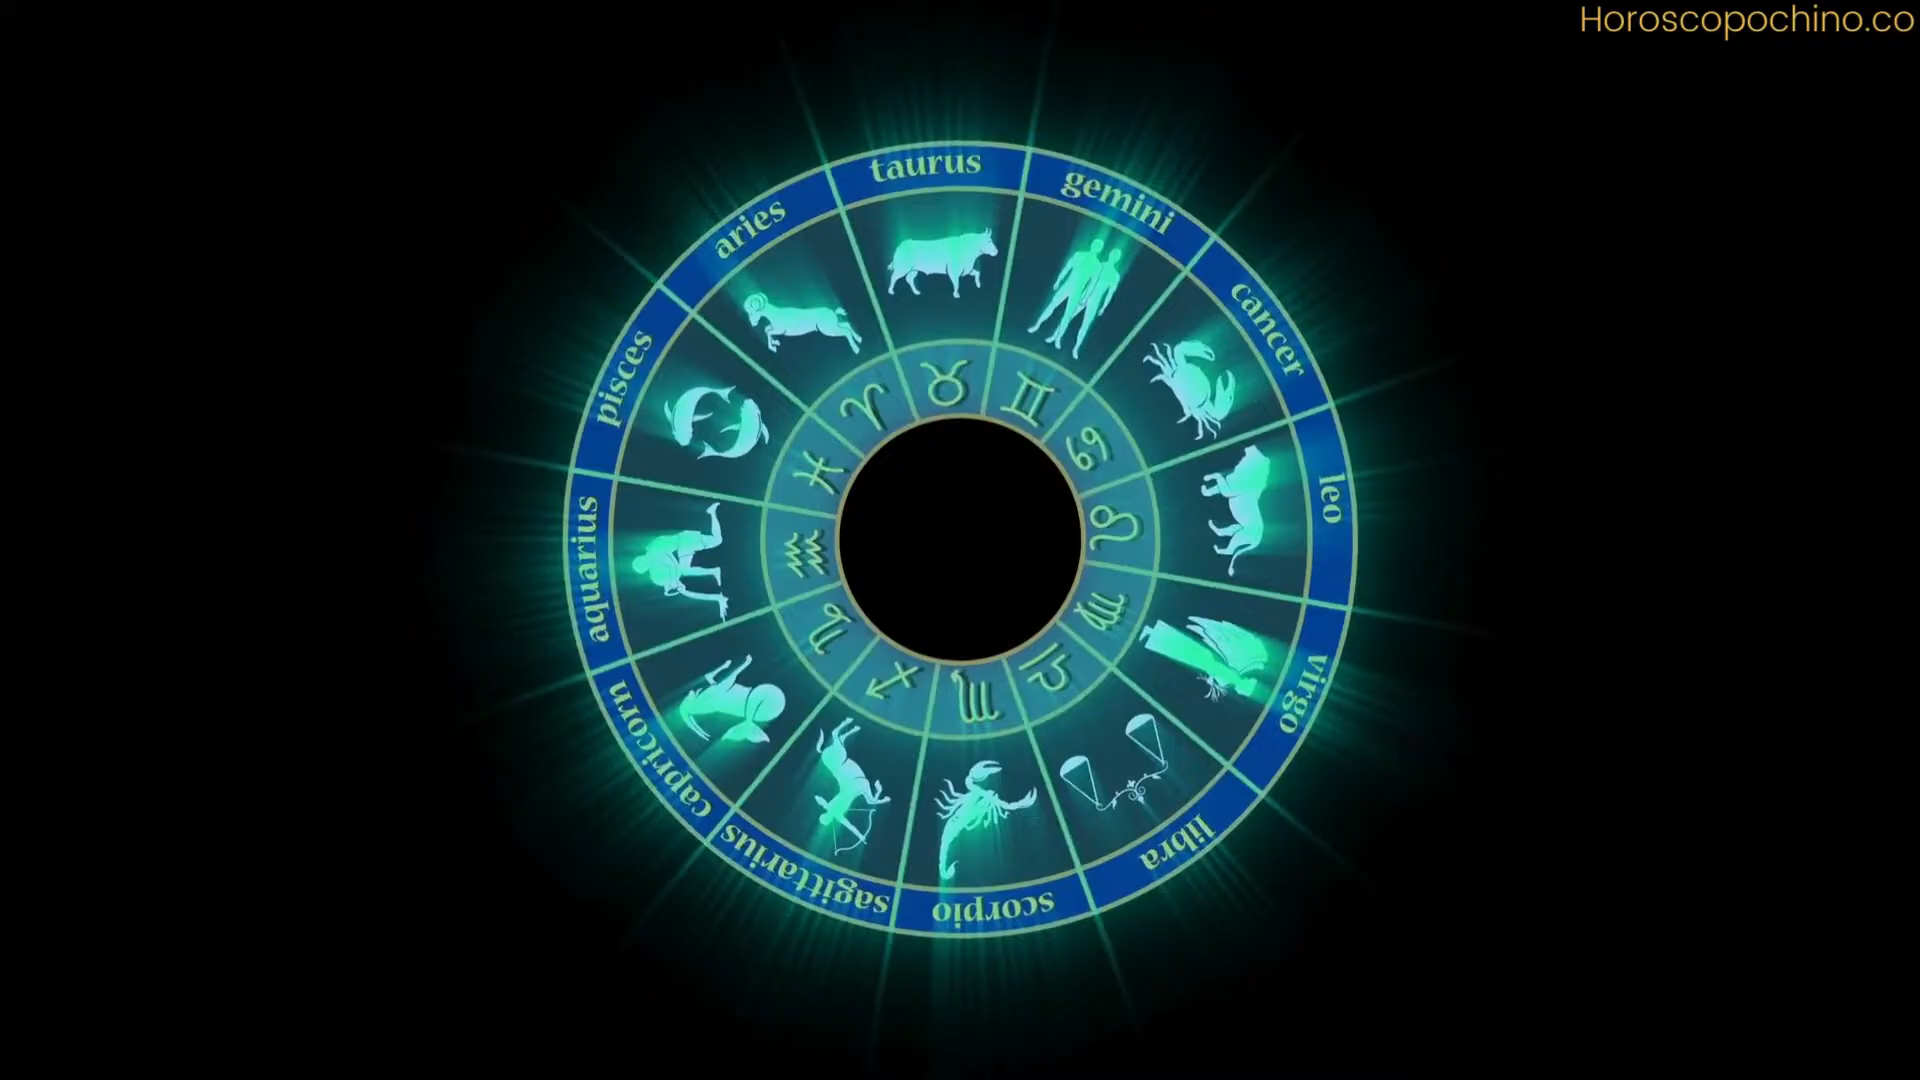 Horoscopochino.co
taurus
gemini
cancer
leo
virgo
libra
scorpio
sagittarius
capricorn
aquarius
pisces
aries
♉
♊
♋
♌
♍
♎
♏
♐
♑
♒
♓
♈